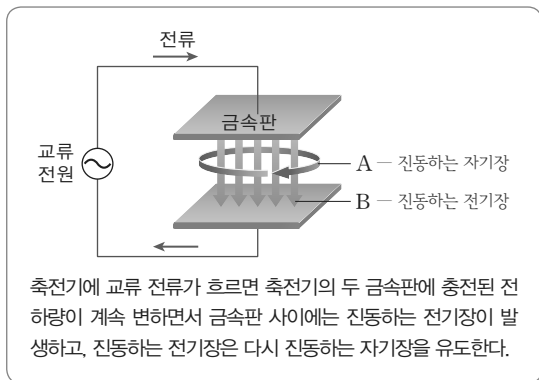 전류
금속판
교류
전원
A — 진동하는 자기장
B — 진동하는 전기장
축전기에 교류 전류가 흐르면 축전기의 두 금속판에 충전된 전
하량이 계속 변하면서 금속판 사이에는 진동하는 전기장이 발
생하고, 진동하는 전기장은 다시 진동하는 자기장을 유도한다.